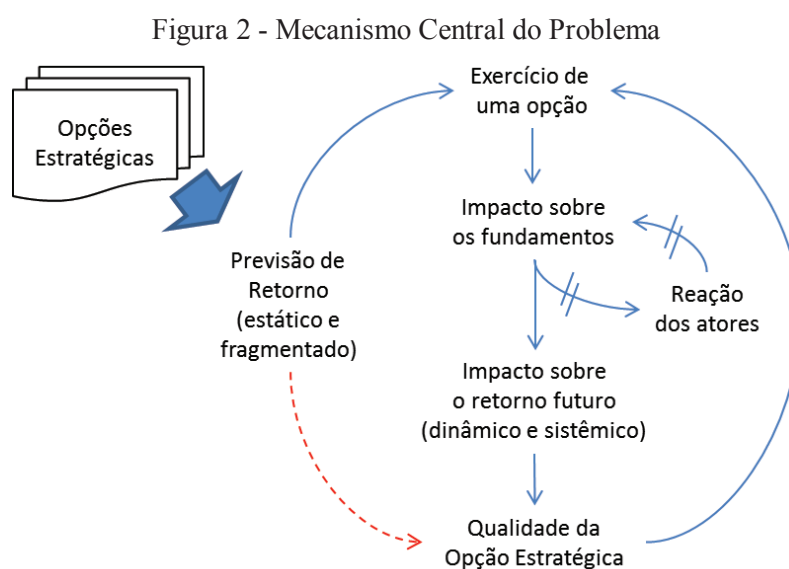 Figura 2 - Mecanismo Central do Problema
Opções
Estratégicas
Exercício de
uma opção
Impacto sobre
os fundamentos
Previsão de
Retorno
(estático e
fragmentado)
Reação
dos atores
Impacto sobre
o retorno futuro
(dinâmico e sistêmico)
Qualidade da
Opção Estratégica